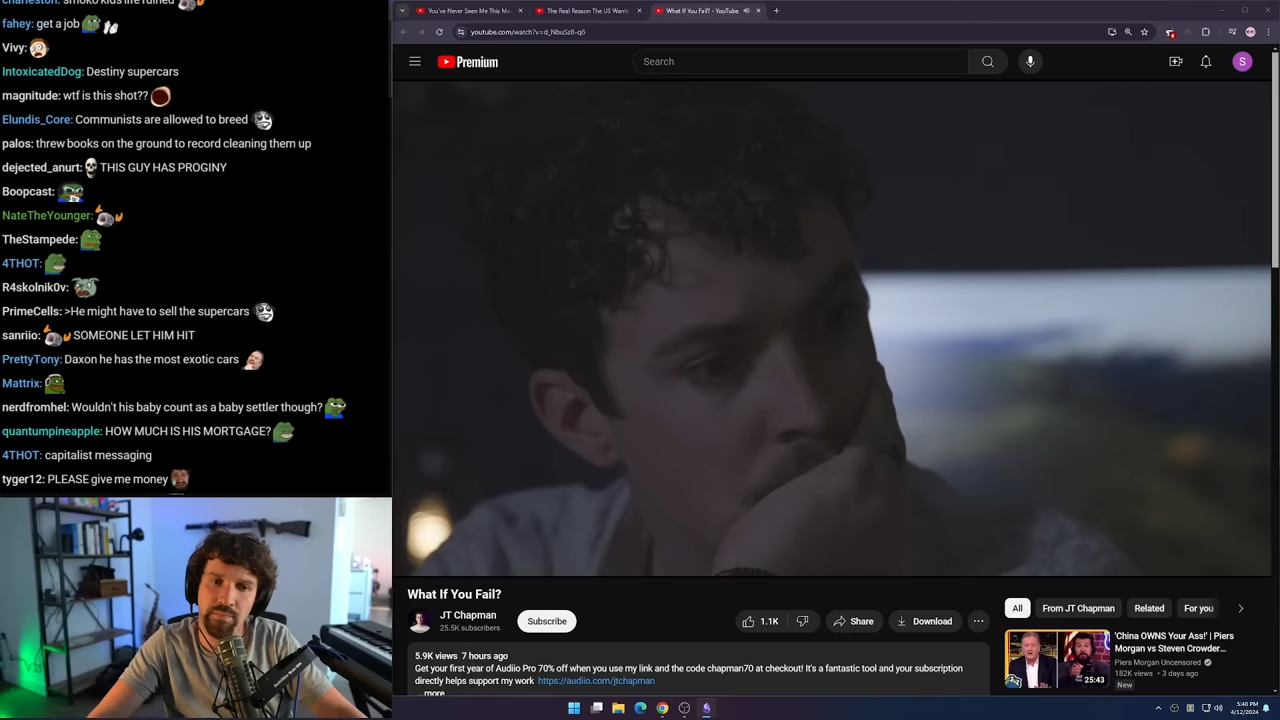 charleston: smoko kids life ruined
fahey: get a job
Vivy:
IntoxicatedDog: Destiny supercars
magnitude: wtf is this shot??
Elundis_Core: Communists are allowed to breed
palos: threw books on the ground to record cleaning them up
dejected_anurt: THIS GUY HAS PROGINY
Boopcast:
NateTheYounger:
TheStampede:
4THOT:
R4skolnik0v:
PrimeCells: >He might have to sell the supercars
sanriio: SOMEONE LET HIM HIT
PrettyTony: Daxon he has the most exotic cars
Mattrix:
nerdfromhel: Wouldn't his baby count as a baby settler though?
quantumpineapple: HOW MUCH IS HIS MORTGAGE?
4THOT: capitalist messaging
tyger12: PLEASE give me money
You've Never Seen Me This Ma
The Real Reason The US Wants
What If You Fail? - YouTube
youtube.com/watch?v=d_NbuSz8-q8
Premium
Search
S
What If You Fail?
JT Chapman
25.5K subscribers
Subscribe
1.1K
Share
Download
5.9K views 7 hours ago
Get your first year of Audiio Pro 70% off when you use my link and the code chapman70 at checkout! It's a fantastic tool and your subscription
directly helps support my work https://audiio.com/jtchapman
...more
All
From JT Chapman
Related
For you
'China OWNS Your Ass!' | Piers
Morgan vs Steven Crowder...
Piers Morgan Uncensored
182K views • 3 days ago
New
25:43
5:40 PM
4/12/2024